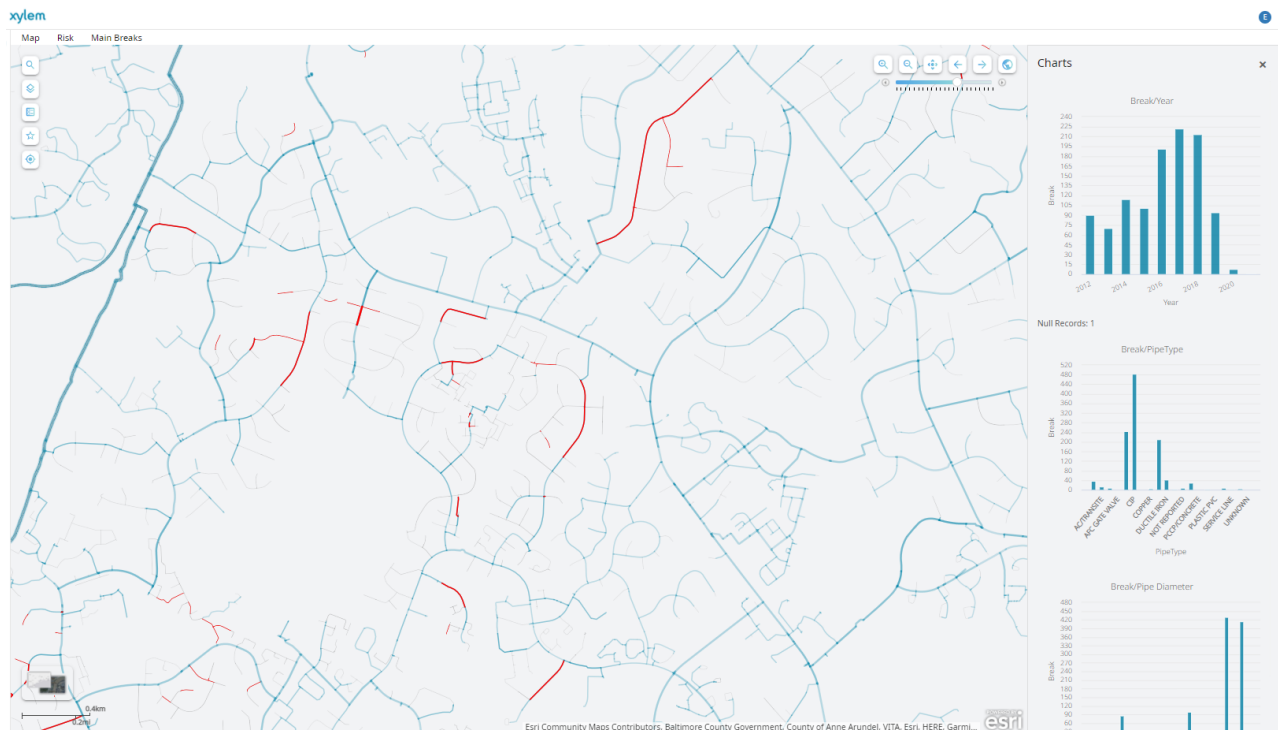 xylem
E
Map Risk Main Breaks
Charts
Break/Year
240
225
210
195
180
165
150
135
120
105
90
75
60
45
30
15
0
Break
2012 2014 2016 2018 2020
Year
Null Records: 1
Break/PipeType
520
480
440
400
360
320
280
240
200
160
120
80
40
0
Break
AC/TRANSITE
AFC GATE VALVE
CIP
COPPER
DUCTILE IRON
NOT REPORTED
PCCP/CONCRETE
PLASTIC PVC
SERVICE LINE
UNKNOWN
PipeType
Break/Pipe Diameter
480
450
420
390
360
330
300
270
240
210
180
150
120
90
60
Break
0.4km
0.2mi
Esri Community Maps Contributors, Baltimore County Government, County of Anne Arundel, VITA, Esri, HERE, Garmi...
esri